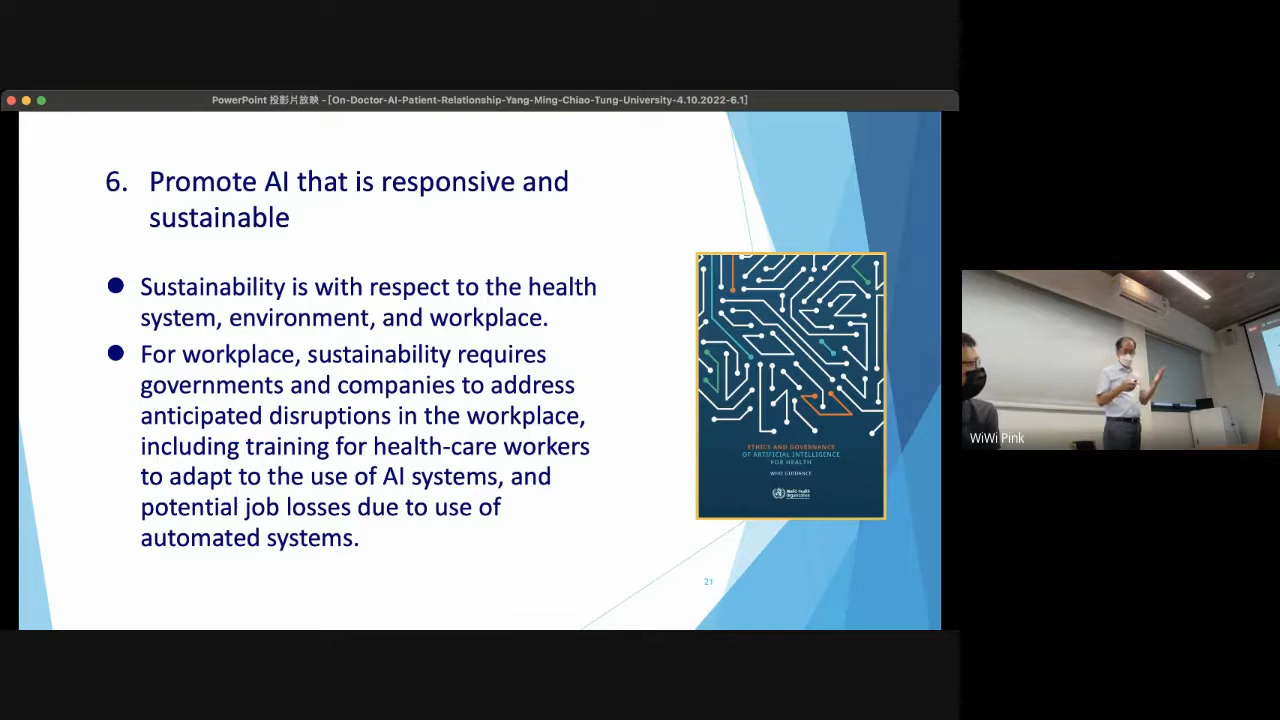 PowerPoint 投影片放映 - [On-Doctor-AI-Patient-Relationship-Yang-Ming-Chiao-Tung-University-4.10.2022-6.1]
6. Promote AI that is responsive and
sustainable
● Sustainability is with respect to the health
system, environment, and workplace.
● For workplace, sustainability requires
governments and companies to address
anticipated disruptions in the workplace,
including training for health-care workers
to adapt to the use of AI systems, and
potential job losses due to use of
automated systems.
ETHICS AND GOVERNANCE
OF ARTIFICIAL INTELLIGENCE
FOR HEALTH
WHO GUIDANCE
World Health
Organization
21
WiWi Pink